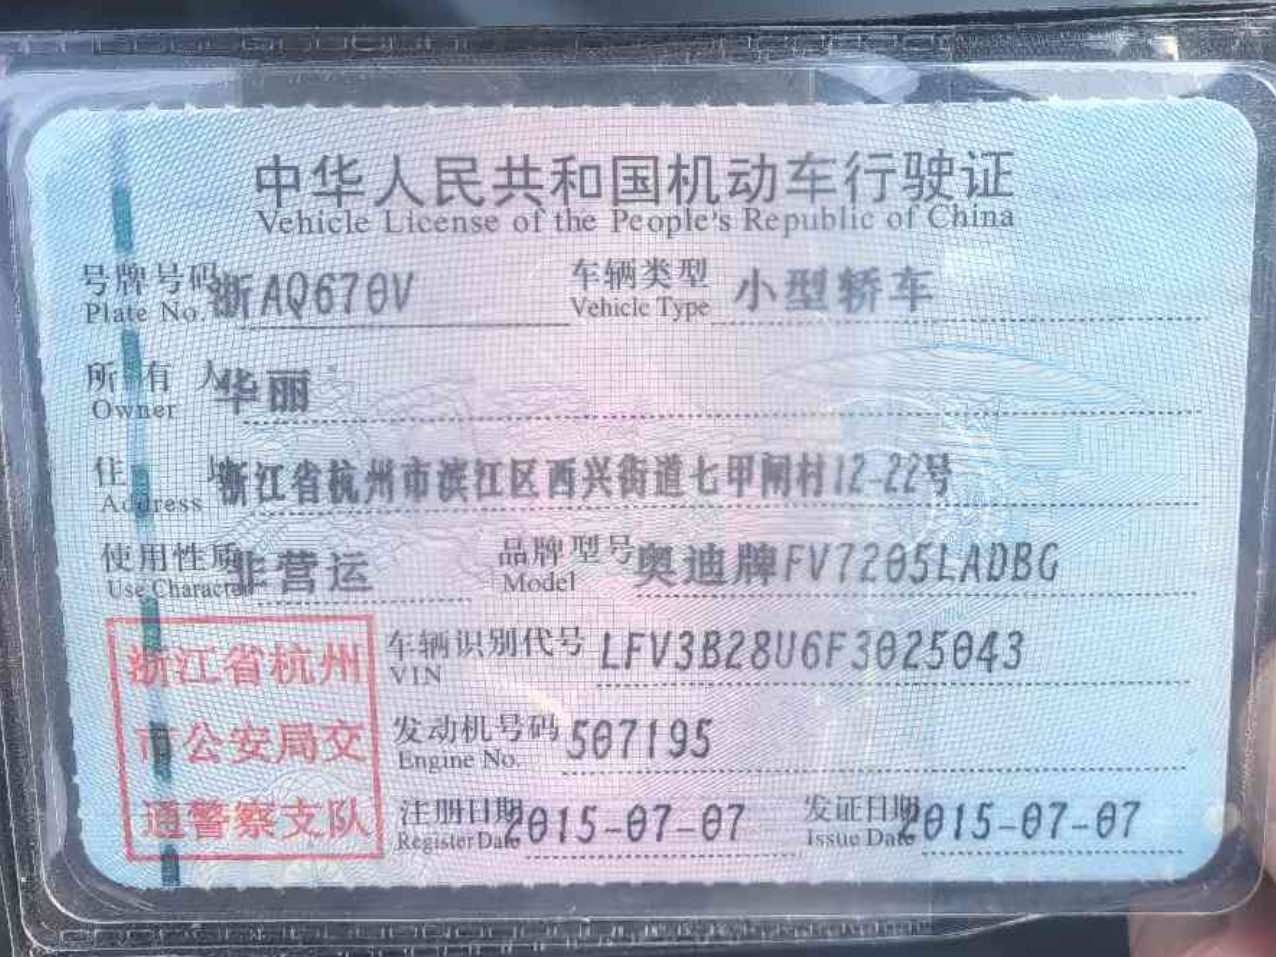 中华人民共和国机动车行驶证
Vehicle License of the People's Republic of China
号牌号码 浙AQ670V 车辆类型 小型轿车
Plate No. Vehicle Type
所有人 华丽
Owner
住址 浙江省杭州市滨江区西兴街道七甲闸村12-22号
Address
使用性质 非营运 品牌型号 奥迪牌FV7205LADBG
Use Character Model
浙江省杭州
市公安局交
通警察支队
车辆识别代号 LFV3B28U6F3025043
VIN
发动机号码 507195
Engine No.
注册日期 2015-07-07 发证日期 2015-07-07
Register Date Issue Date